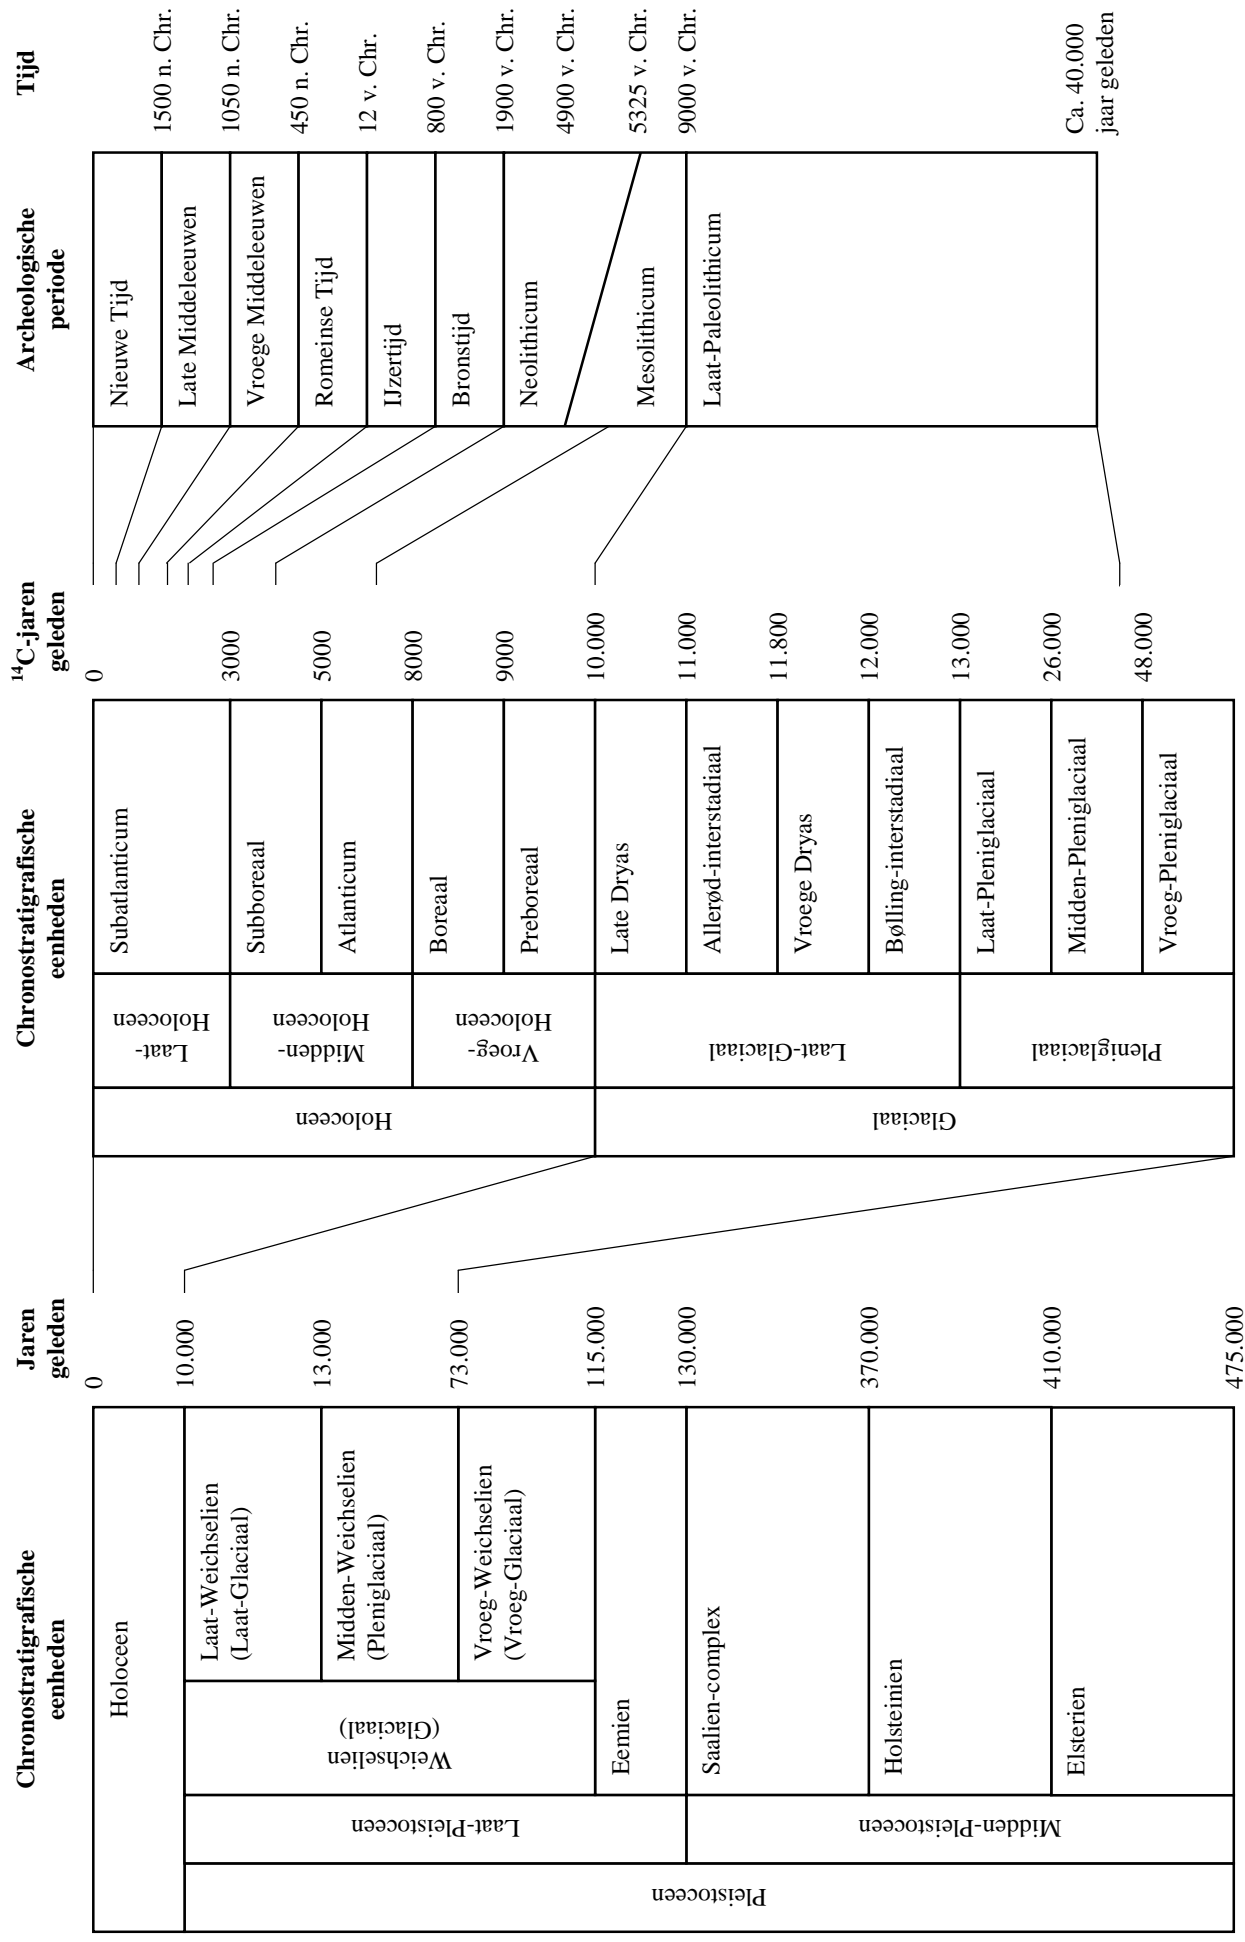 Chronostratigrafische
eenheden
Jaren
geleden
Chronostratigrafische
eenheden
¹⁴C-jaren
geleden
Archeologische
periode
Tijd
Pleistoceen
Laat-Pleistoceen
Midden-Pleistoceen
Weichselien
(Glaciaal)
Holoceen
Laat-Weichselien
(Laat-Glaciaal)
Midden-Weichselien
(Pleniglaciaal)
Vroeg-Weichselien
(Vroeg-Glaciaal)
Eemien
Saalien-complex
Holsteinien
Elsterien
0
10.000
13.000
73.000
115.000
130.000
370.000
410.000
475.000
Holoceen
Glaciaal
Laat-
Holoceen
Midden-
Holoceen
Vroeg-
Holoceen
Laat-Glaciaal
Pleniglaciaal
Subatlanticum
Subboreaal
Atlanticum
Boreaal
Preboreaal
Late Dryas
Allerød-interstadiaal
Vroege Dryas
Bølling-interstadiaal
Laat-Pleniglaciaal
Midden-Pleniglaciaal
Vroeg-Pleniglaciaal
0
3000
5000
8000
9000
10.000
11.000
11.800
12.000
13.000
26.000
48.000
Nieuwe Tijd
Late Middeleeuwen
Vroege Middeleeuwen
Romeinse Tijd
IJzertijd
Bronstijd
Neolithicum
Mesolithicum
Laat-Paleolithicum
1500 n. Chr.
1050 n. Chr.
450 n. Chr.
12 v. Chr.
800 v. Chr.
1900 v. Chr.
4900 v. Chr.
5325 v. Chr.
9000 v. Chr.
Ca. 40.000
jaar geleden